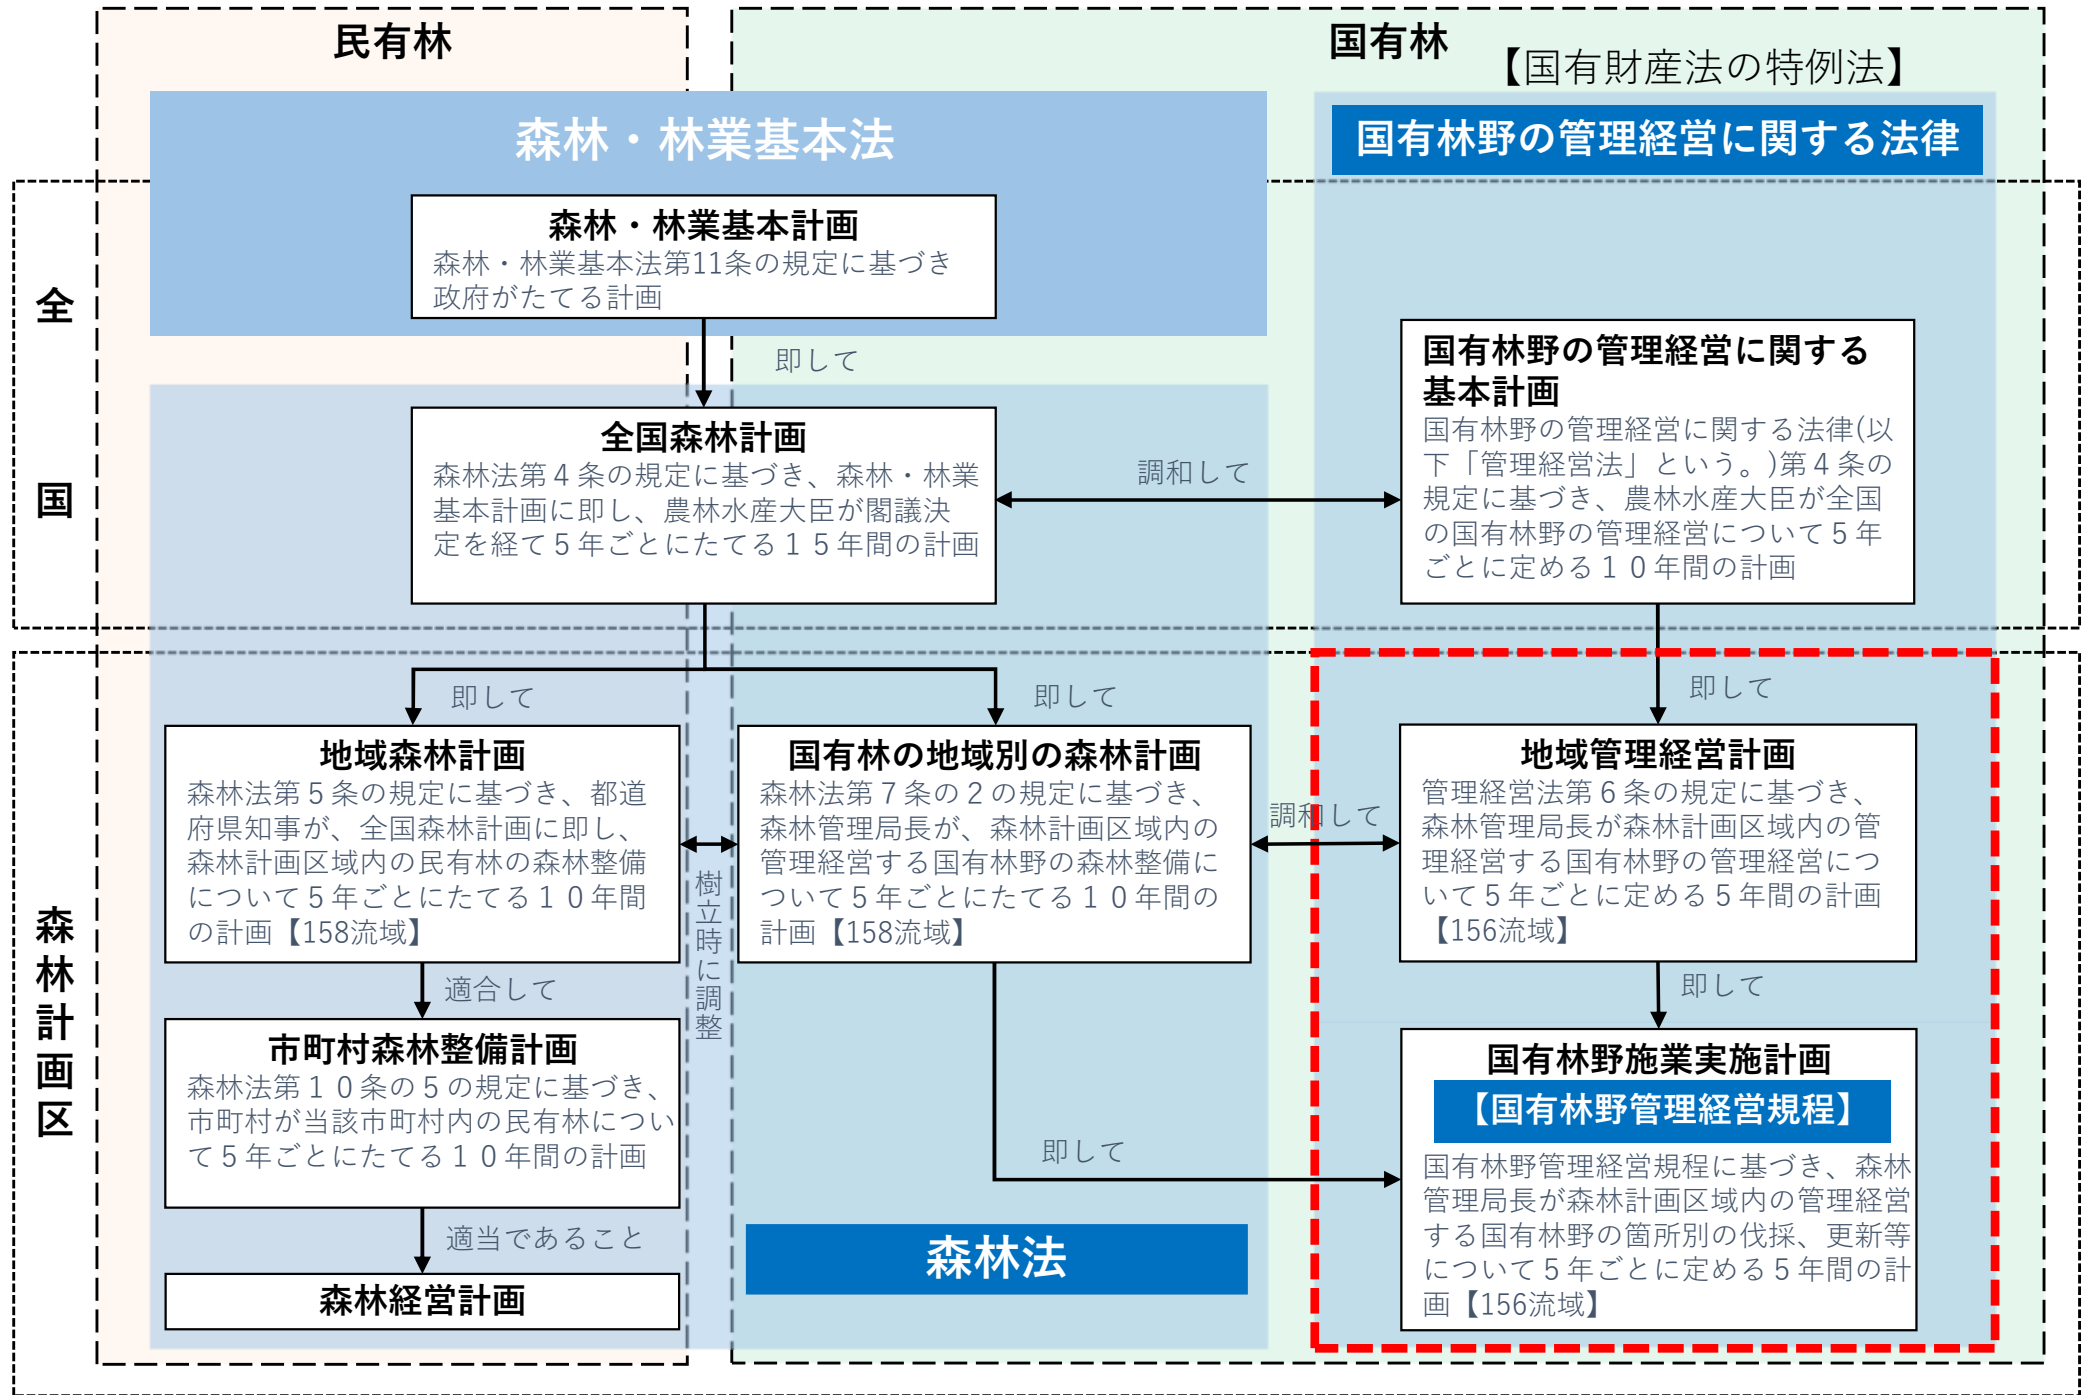 民有林
国有林
【国有財産法の特例法】
森林・林業基本法
国有林野の管理経営に関する法律
全
国
森林・林業基本計画
森林・林業基本法第11条の規定に基づき
政府がたてる計画
即して
全国森林計画
森林法第４条の規定に基づき、森林・林業
基本計画に即し、農林水産大臣が閣議決
定を経て５年ごとにたてる１５年間の計画
調和して
国有林野の管理経営に関する
基本計画
国有林野の管理経営に関する法律(以
下「管理経営法」という。)第４条の
規定に基づき、農林水産大臣が全国
の国有林野の管理経営について５年
ごとに定める１０年間の計画
森林計画区
即して
即して
即して
地域森林計画
森林法第５条の規定に基づき、都道
府県知事が、全国森林計画に即し、
森林計画区域内の民有林の森林整備
について５年ごとにたてる１０年間
の計画【158流域】
樹立時に調整
国有林の地域別の森林計画
森林法第７条の２の規定に基づき、
森林管理局長が、森林計画区域内の
管理経営する国有林野の森林整備に
ついて５年ごとにたてる１０年間の
計画【158流域】
調和して
地域管理経営計画
管理経営法第６条の規定に基づき、
森林管理局長が森林計画区域内の管
理経営する国有林野の管理経営につ
いて５年ごとに定める５年間の計画
【156流域】
適合して
即して
市町村森林整備計画
森林法第１０条の５の規定に基づき、
市町村が当該市町村内の民有林につい
て５年ごとにたてる１０年間の計画
即して
国有林野施業実施計画
【国有林野管理経営規程】
国有林野管理経営規程に基づき、森林
管理局長が森林計画区域内の管理経営
する国有林野の箇所別の伐採、更新等
について５年ごとに定める５年間の計
画【156流域】
適当であること
森林経営計画
森林法